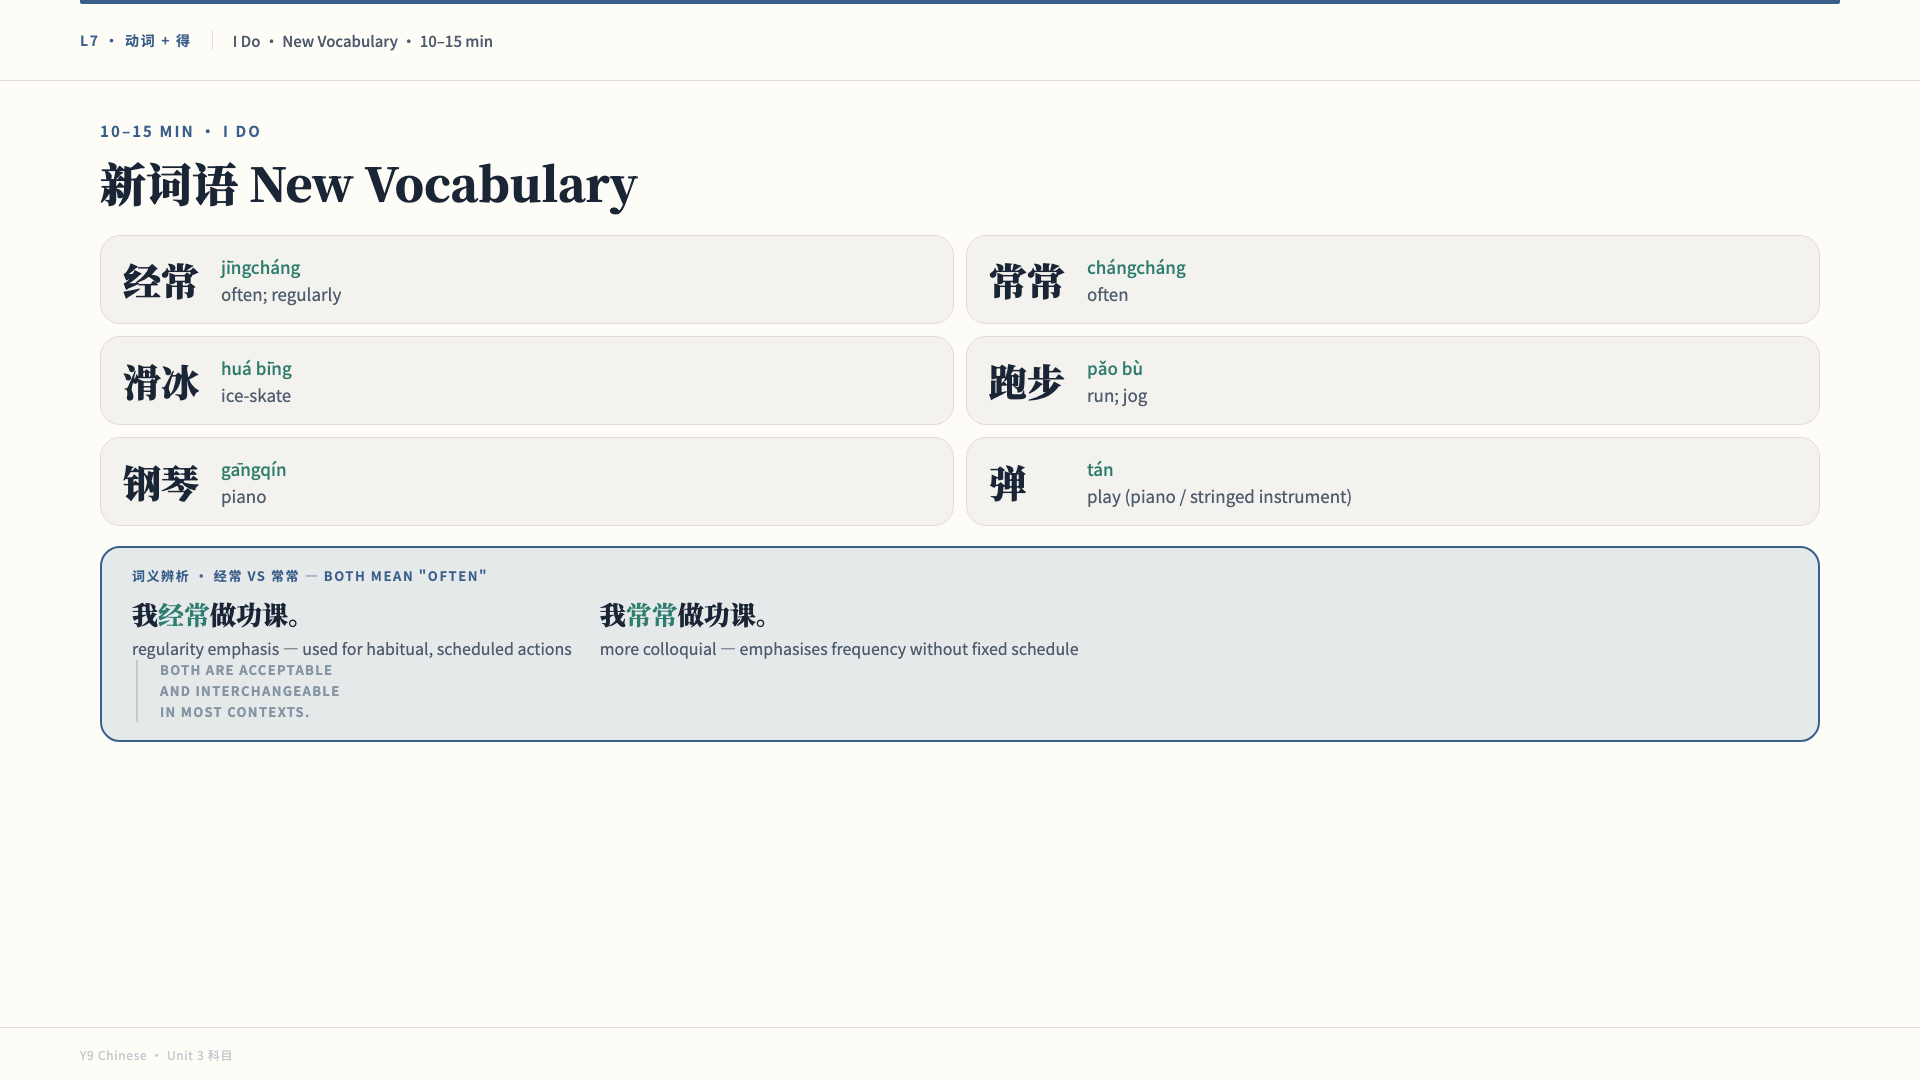 L7 • 动词 + 得
I Do • New Vocabulary • 10–15 min
10–15 MIN • I DO
新词语 New Vocabulary
经常
jīngcháng
often; regularly
常常
chángcháng
often
滑冰
huá bīng
ice-skate
跑步
pǎo bù
run; jog
钢琴
gāngqín
piano
弹
tán
play (piano / stringed instrument)
词义辨析 • 经常 VS 常常 — BOTH MEAN "OFTEN"
我经常做功课。
regularity emphasis — used for habitual, scheduled actions
我常常做功课。
more colloquial — emphasises frequency without fixed schedule
BOTH ARE ACCEPTABLE
AND INTERCHANGEABLE
IN MOST CONTEXTS.
Y9 Chinese • Unit 3 科目